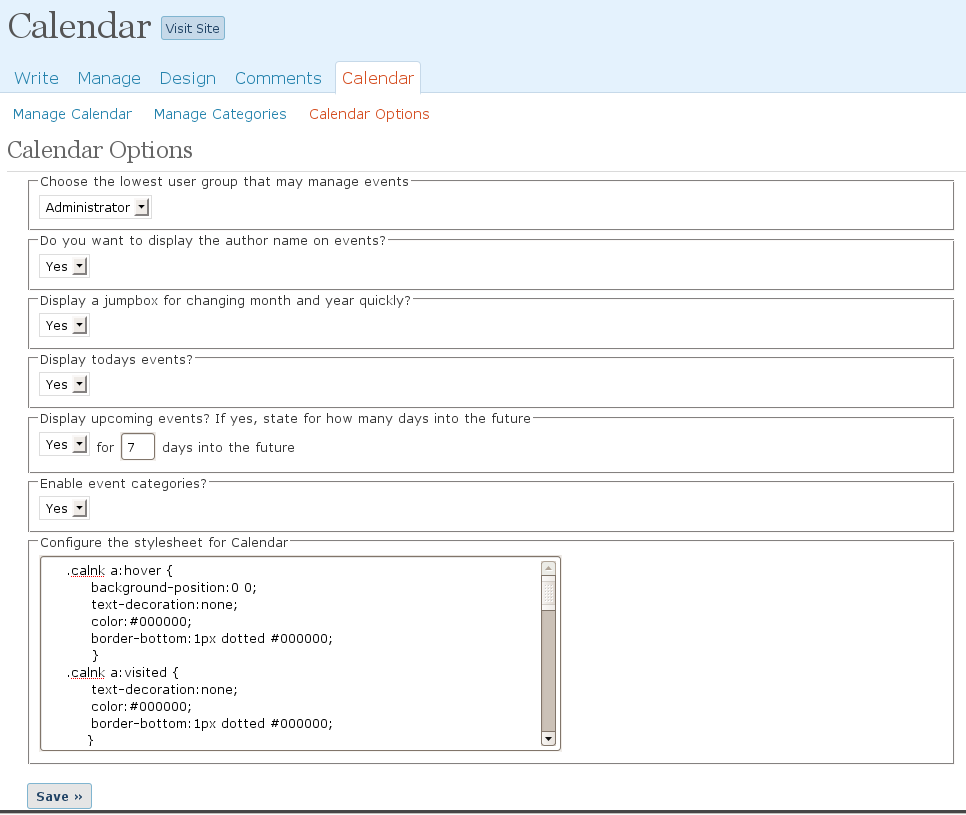 Calendar Visit Site
Write Manage Design Comments Calendar
Manage Calendar Manage Categories Calendar Options
Calendar Options
Choose the lowest user group that may manage events
Administrator
Do you want to display the author name on events?
Yes
Display a jumpbox for changing month and year quickly?
Yes
Display todays events?
Yes
Display upcoming events? If yes, state for how many days into the future
Yes for 7 days into the future
Enable event categories?
Yes
Configure the stylesheet for Calendar
.calnk a:hover {
background-position:0 0;
text-decoration:none;
color:#000000;
border-bottom:1px dotted #000000;
}
.calnk a:visited {
text-decoration:none;
color:#000000;
border-bottom:1px dotted #000000;
}
Save »